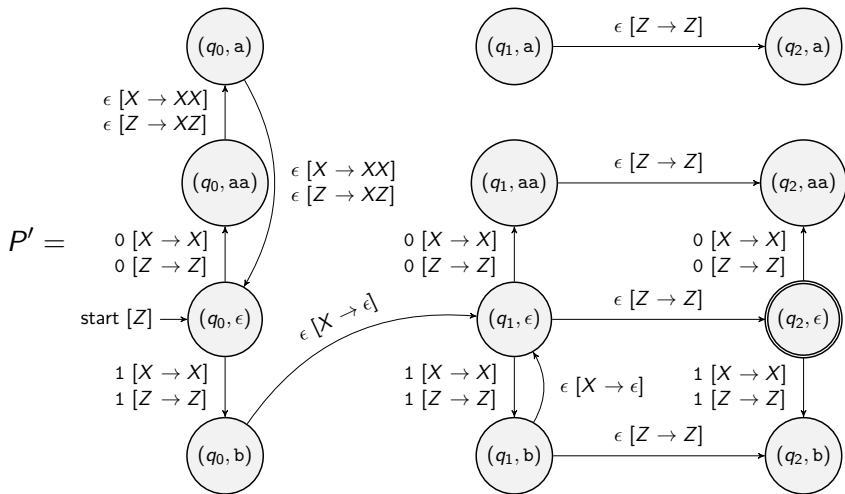 (q₀, a)
(q₁, a)
ϵ [Z → Z]
(q₂, a)
ϵ [X → XX]
ϵ [Z → XZ]
(q₀, aa)
ϵ [X → XX]
ϵ [Z → XZ]
(q₁, aa)
ϵ [Z → Z]
(q₂, aa)
P′ =
0 [X → X]
0 [Z → Z]
0 [X → X]
0 [Z → Z]
0 [X → X]
0 [Z → Z]
start [Z]
(q₀, ϵ)
ϵ [X → ϵ]
(q₁, ϵ)
ϵ [Z → Z]
(q₂, ϵ)
1 [X → X]
1 [Z → Z]
1 [X → X]
1 [Z → Z]
ϵ [X → ϵ]
1 [X → X]
1 [Z → Z]
(q₀, b)
(q₁, b)
ϵ [Z → Z]
(q₂, b)